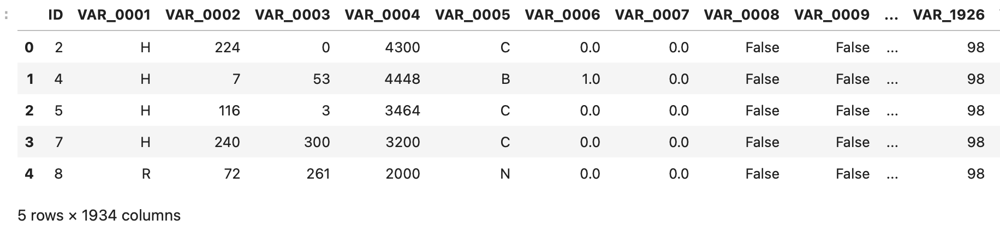 : ID VAR_0001 VAR_0002 VAR_0003 VAR_0004 VAR_0005 VAR_0006 VAR_0007 VAR_0008 VAR_0009 ... VAR_1926
0 2 H 224 0 4300 C 0.0 0.0 False False ... 98
1 4 H 7 53 4448 B 1.0 0.0 False False ... 98
2 5 H 116 3 3464 C 0.0 0.0 False False ... 98
3 7 H 240 300 3200 C 0.0 0.0 False False ... 98
4 8 R 72 261 2000 N 0.0 0.0 False False ... 98
5 rows × 1934 columns